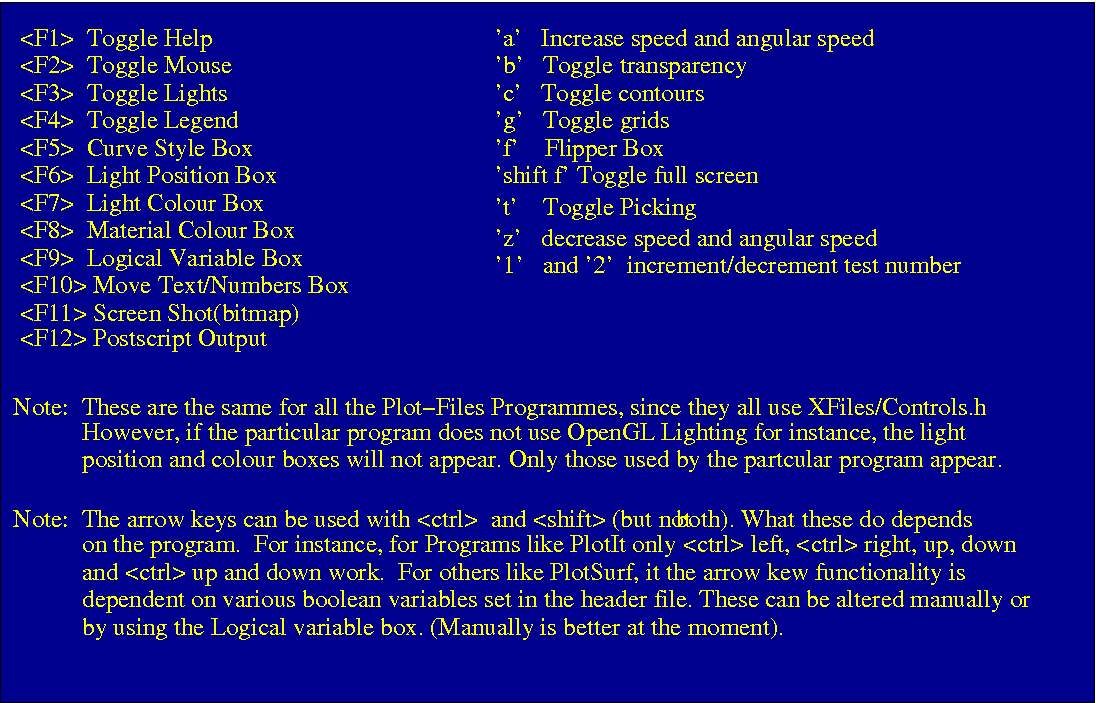 <F1> Toggle Help
<F2> Toggle Mouse
<F3> Toggle Lights
<F4> Toggle Legend
<F5> Curve Style Box
<F6> Light Position Box
<F7> Light Colour Box
<F8> Material Colour Box
<F9> Logical Variable Box
<F10> Move Text/Numbers Box
<F11> Screen Shot(bitmap)
<F12> Postscript Output
'a' Increase speed and angular speed
'b' Toggle transparency
'c' Toggle contours
'g' Toggle grids
'f' Flipper Box
'shift f' Toggle full screen
't' Toggle Picking
'z' decrease speed and angular speed
'1' and '2' increment/decrement test number
Note: These are the same for all the Plot−Files Programmes, since they all use XFiles/Controls.h
However, if the particular program does not use OpenGL Lighting for instance, the light
position and colour boxes will not appear. Only those used by the partcular program appear.
Note: The arrow keys can be used with <ctrl> and <shift> (but not both). What these do depends
on the program. For instance, for Programs like PlotIt only <ctrl> left, <ctrl> right, up, down
and <ctrl> up and down work. For others like PlotSurf, it the arrow kew functionality is
dependent on various boolean variables set in the header file. These can be altered manually or
by using the Logical variable box. (Manually is better at the moment).